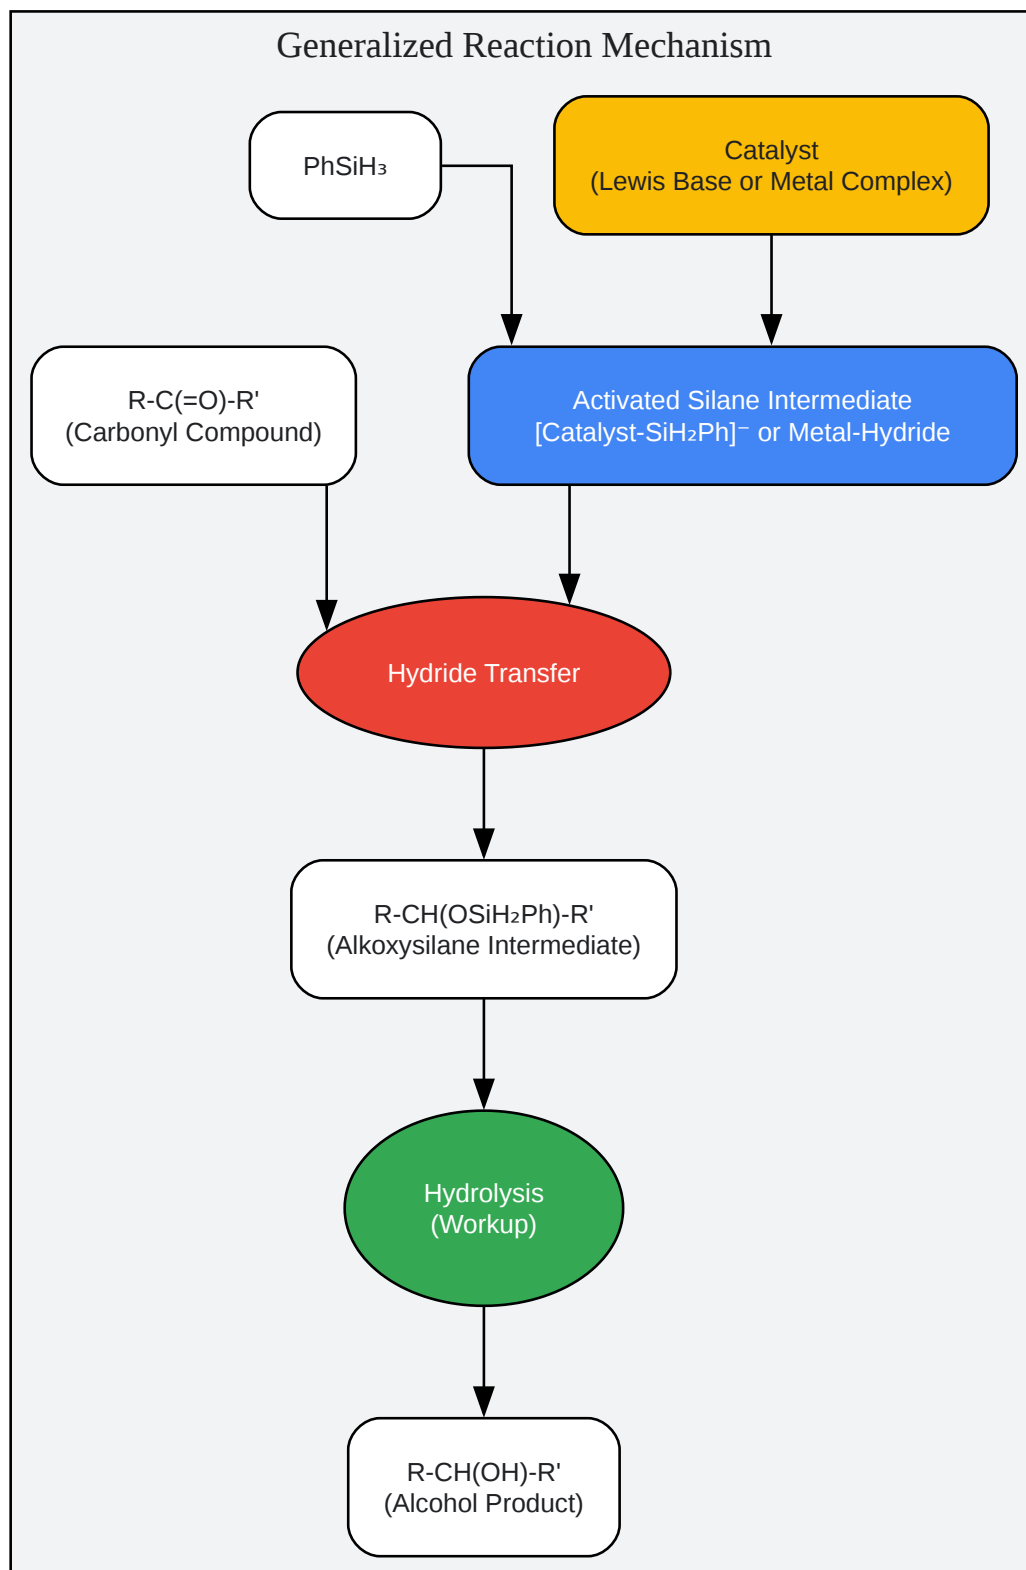 Generalized Reaction Mechanism
PhSiH₃
Catalyst
(Lewis Base or Metal Complex)
R-C(=O)-R'
(Carbonyl Compound)
Activated Silane Intermediate
[Catalyst-SiH₂Ph]⁻ or Metal-Hydride
Hydride Transfer
R-CH(OSiH₂Ph)-R'
(Alkoxysilane Intermediate)
Hydrolysis
(Workup)
R-CH(OH)-R'
(Alcohol Product)